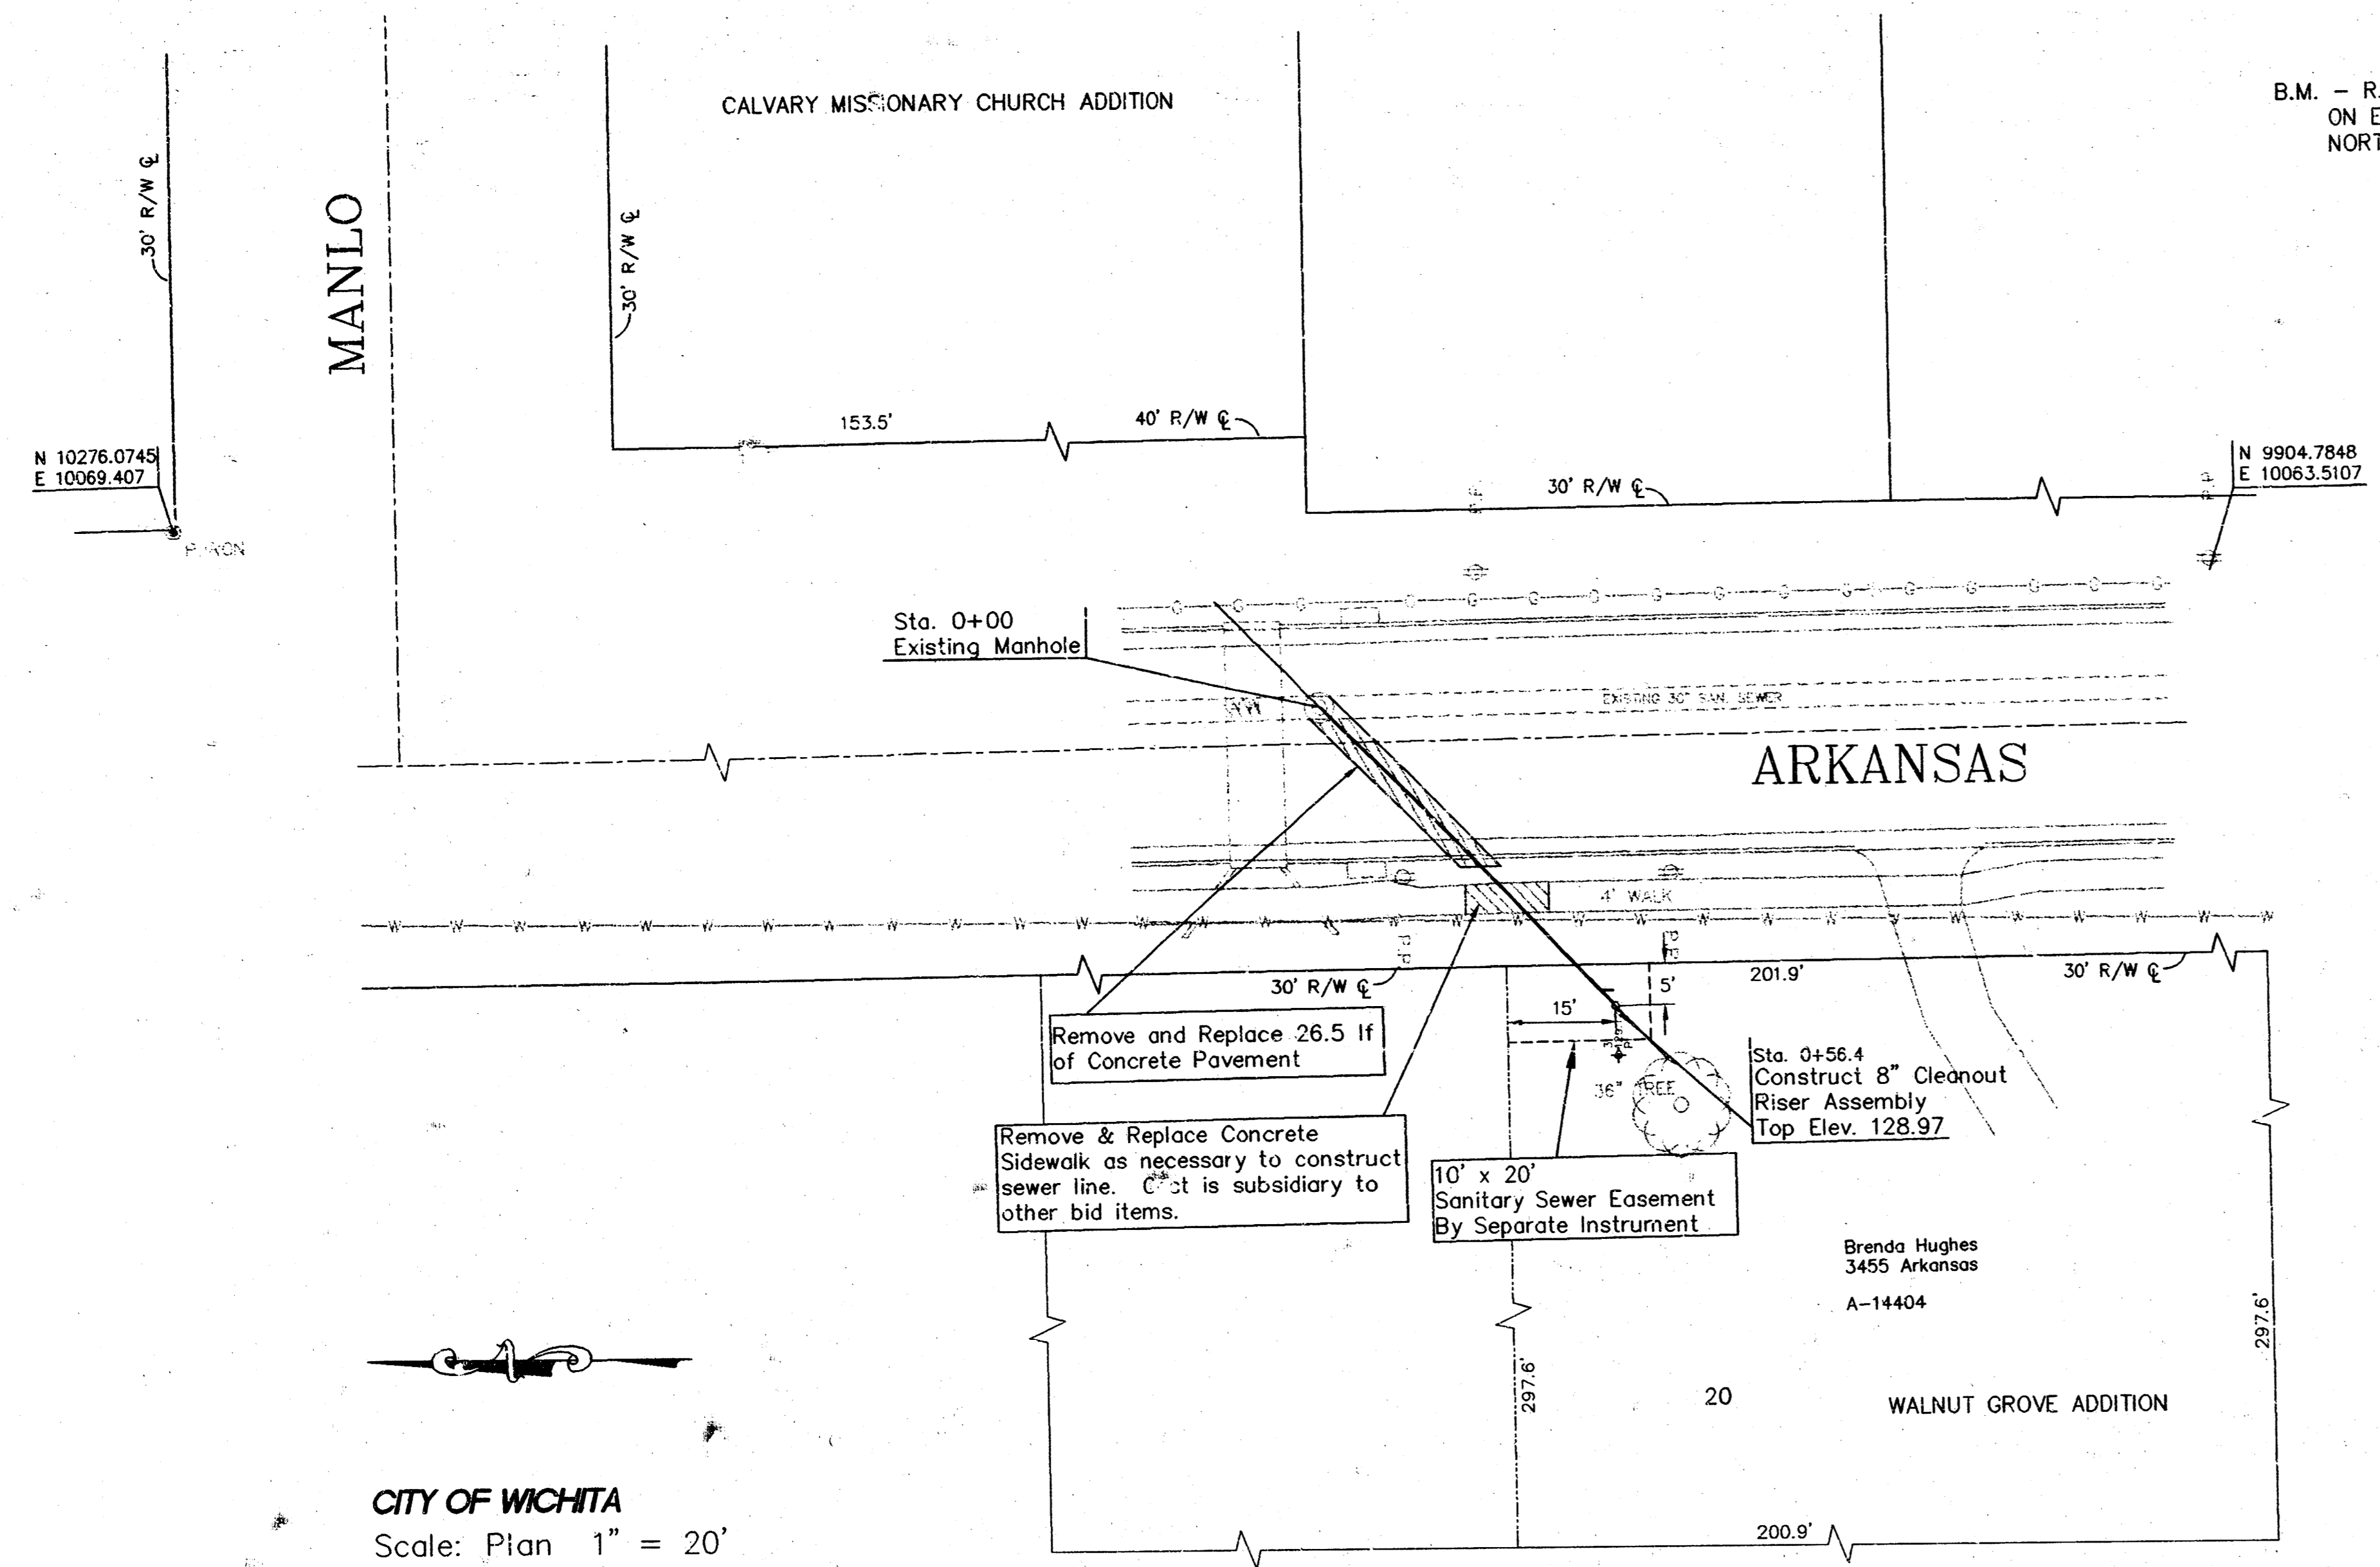 CALVARY MISSIONARY CHURCH ADDITION
B.M. – R.
ON E
NORT
30' R/W ℄
MANLO
30' R/W ℄
153.5'
40' R/W ℄
N 10276.0745
E 10069.407
30' R/W ℄
N 9904.7848
E 10063.5107
Sta. 0+00
Existing Manhole
G G G G G G G G G G G G G G G G
EXISTING 30" SAN. SEWER
ARKANSAS
4' WALK
W W W W W W W W W W W W W W W W W W W W W W W W W W W W W W
30' R/W ℄
201.9'
30' R/W ℄
5'
15'
Remove and Replace 26.5 lf
of Concrete Pavement
Sta. 0+56.4
Construct 8" Cleanout
Riser Assembly
Top Elev. 128.97
36" TREE
Remove & Replace Concrete
Sidewalk as necessary to construct
sewer line. Cost is subsidiary to
other bid items.
10' x 20'
Sanitary Sewer Easement
By Separate Instrument
Brenda Hughes
3455 Arkansas
A-14404
297.6'
297.6'
20
WALNUT GROVE ADDITION
200.9'
CITY OF WICHITA
Scale: Plan 1" = 20'